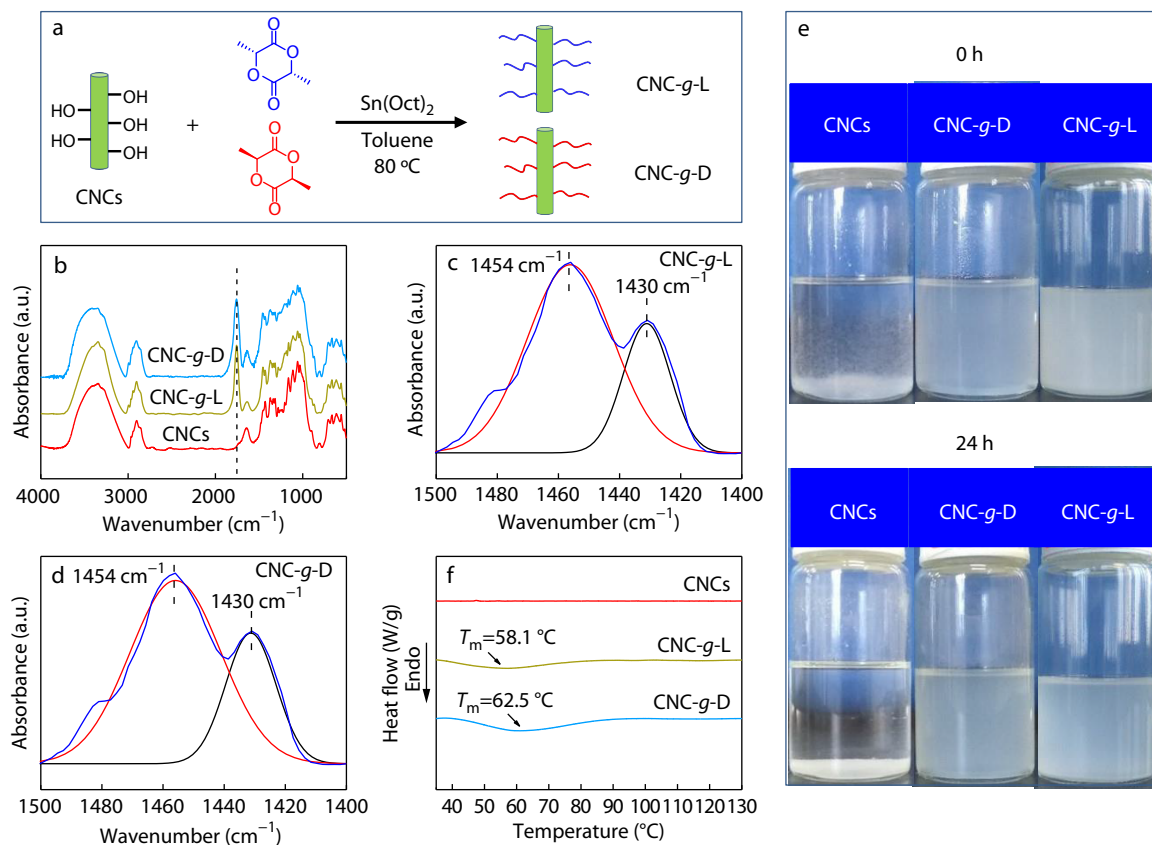 a
O
O
O
O
O
O
O
O
HO
HO
OH
OH
OH
CNCs
+
Sn(Oct)2
Toluene
80 ºC
CNC-g-L
CNC-g-D
b
Absorbance (a.u.)
CNC-g-D
CNC-g-L
CNCs
4000 3000 2000 1000
Wavenumber (cm−1)
c
1454 cm−1
CNC-g-L
1430 cm−1
Absorbance (a.u.)
1500 1480 1460 1440 1420 1400
Wavenumber (cm−1)
d
1454 cm−1
CNC-g-D
1430 cm−1
Absorbance (a.u.)
1500 1480 1460 1440 1420 1400
Wavenumber (cm−1)
f
CNCs
Tm=58.1 °C
CNC-g-L
Tm=62.5 °C
CNC-g-D
Heat flow (W/g)
Endo
40 50 60 70 80 90 100 110 120 130
Temperature (°C)
e
0 h
CNCs CNC-g-D CNC-g-L
24 h
CNCs CNC-g-D CNC-g-L